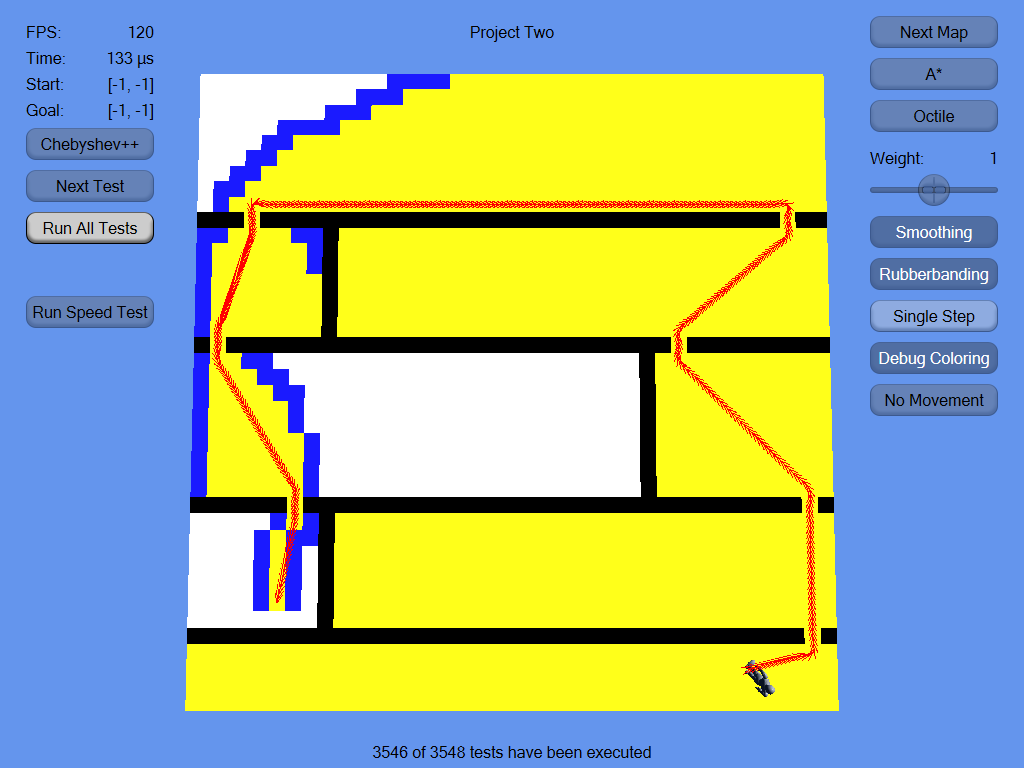 FPS: 120
Time: 133 µs
Start: [-1, -1]
Goal: [-1, -1]
Chebyshev++
Next Test
Run All Tests
Run Speed Test
Project Two
Next Map
A*
Octile
Weight: 1
Smoothing
Rubberbanding
Single Step
Debug Coloring
No Movement
3546 of 3548 tests have been executed